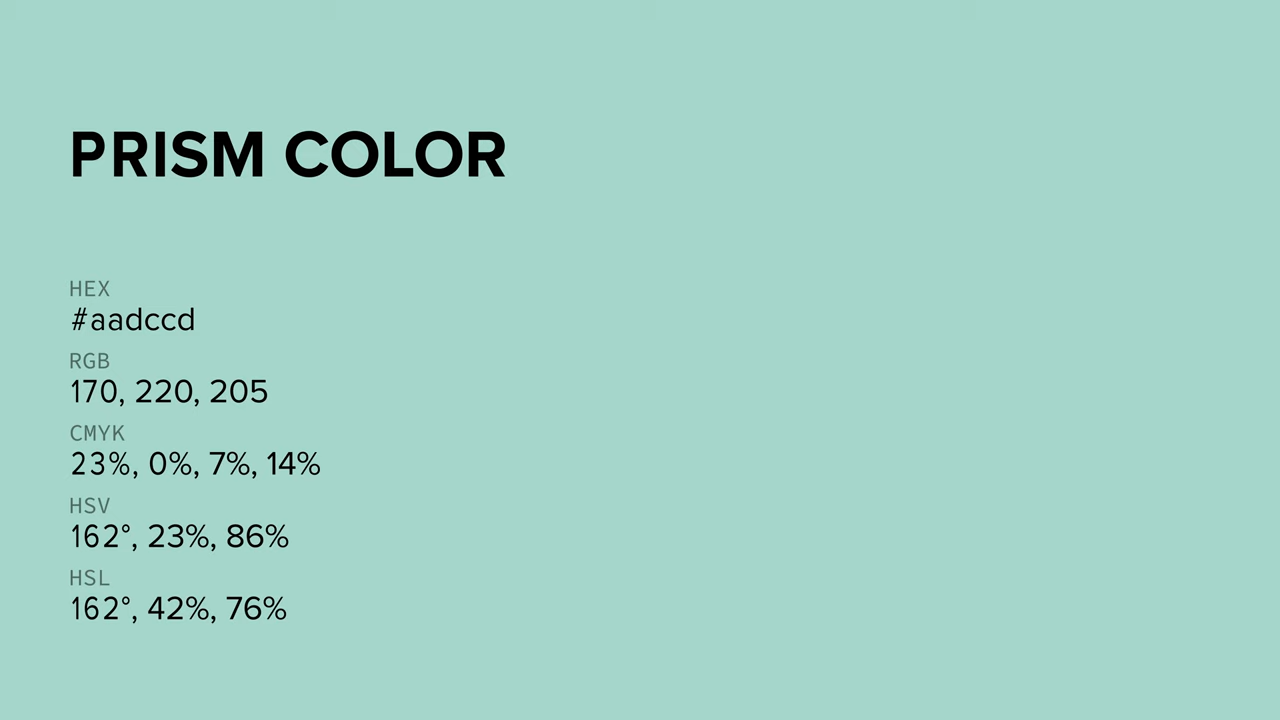 PRISM COLOR
HEX
#aadccd
RGB
170, 220, 205
CMYK
23%, 0%, 7%, 14%
HSV
162°, 23%, 86%
HSL
162°, 42%, 76%